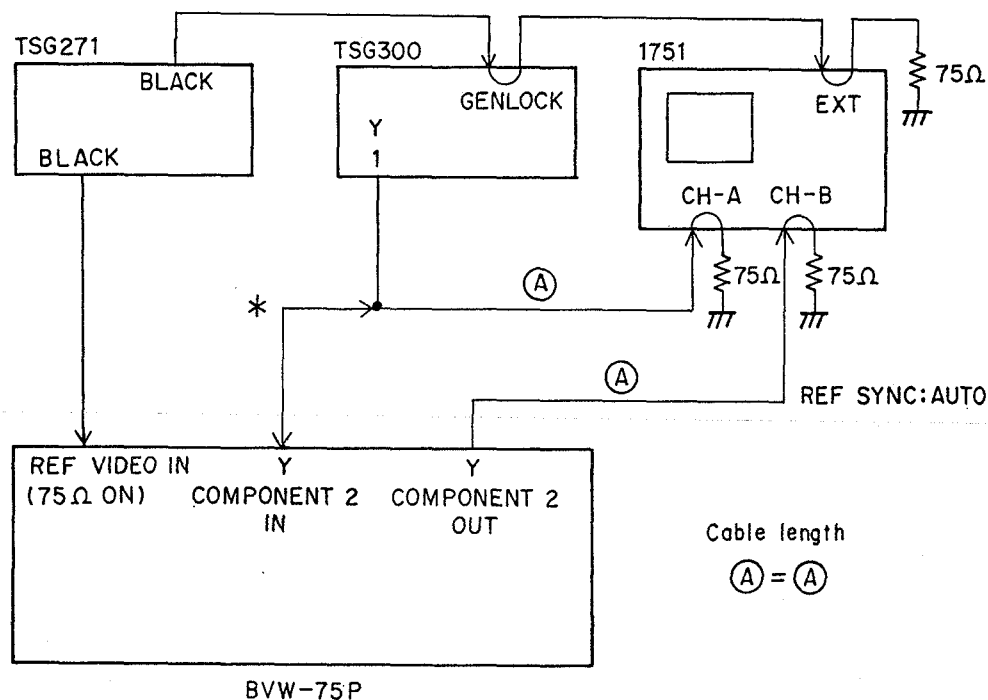 TSG271
BLACK
BLACK
TSG300
GENLOCK
Y
1
1751
EXT
75Ω
CH-A CH-B
75Ω
75Ω
*
A
A
REF SYNC:AUTO
REF VIDEO IN
(75Ω ON)
Y
COMPONENT 2
IN
Y
COMPONENT 2
OUT
Cable length
A = A
BVW-75P